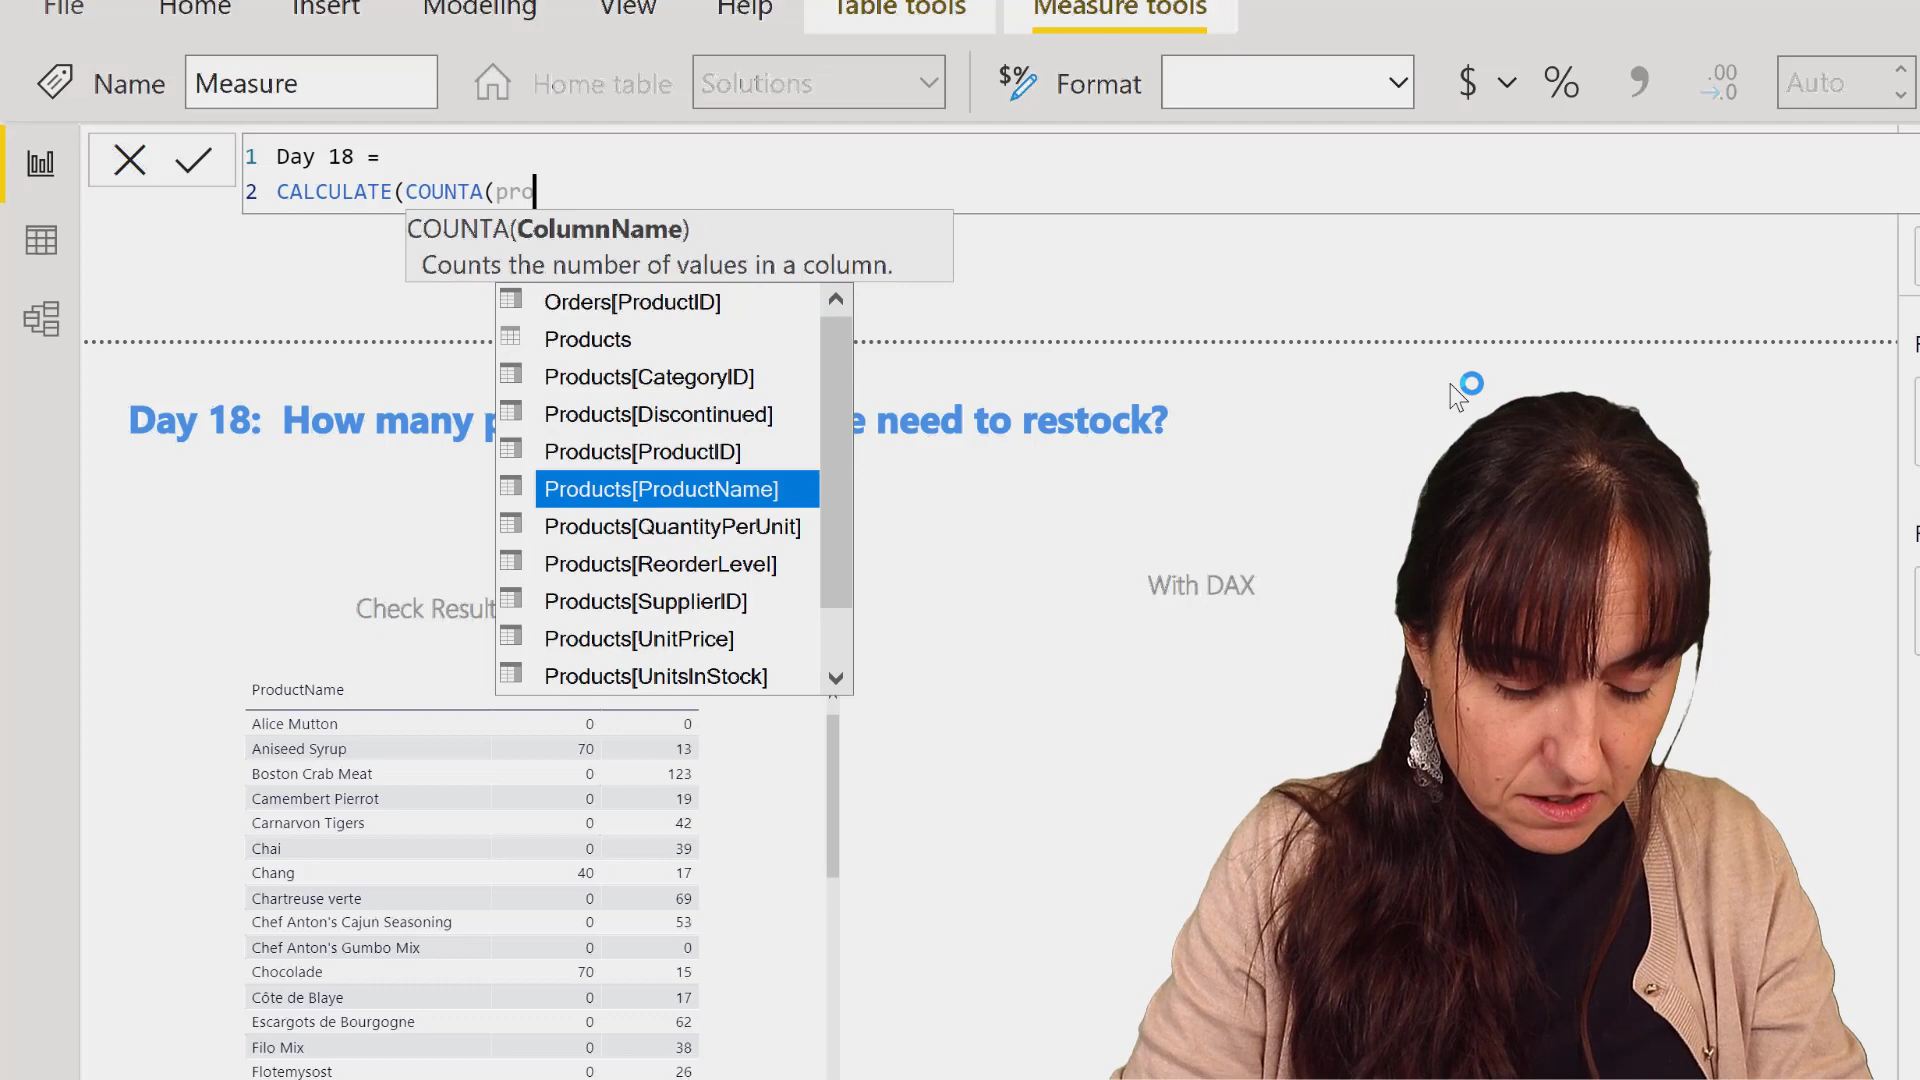 File Home Insert Modeling View Help Table tools Measure tools
Name Measure Home table Solutions Format $% $ % .00 .0 Auto
1 Day 18 =
2 CALCULATE(COUNTA(pro
COUNTA(ColumnName)
Counts the number of values in a column.
Orders[ProductID]
Products
Products[CategoryID]
Products[Discontinued]
Products[ProductID]
Products[ProductName]
Products[QuantityPerUnit]
Products[ReorderLevel]
Products[SupplierID]
Products[UnitPrice]
Products[UnitsInStock]
Day 18: How many need to restock?
Check Result
With DAX
ProductName
Alice Mutton 0 0
Aniseed Syrup 70 13
Boston Crab Meat 0 123
Camembert Pierrot 0 19
Carnarvon Tigers 0 42
Chai 0 39
Chang 40 17
Chartreuse verte 0 69
Chef Anton's Cajun Seasoning 0 53
Chef Anton's Gumbo Mix 0 0
Chocolade 70 15
Côte de Blaye 0 17
Escargots de Bourgogne 0 62
Filo Mix 0 38
Flotemysost 0 26